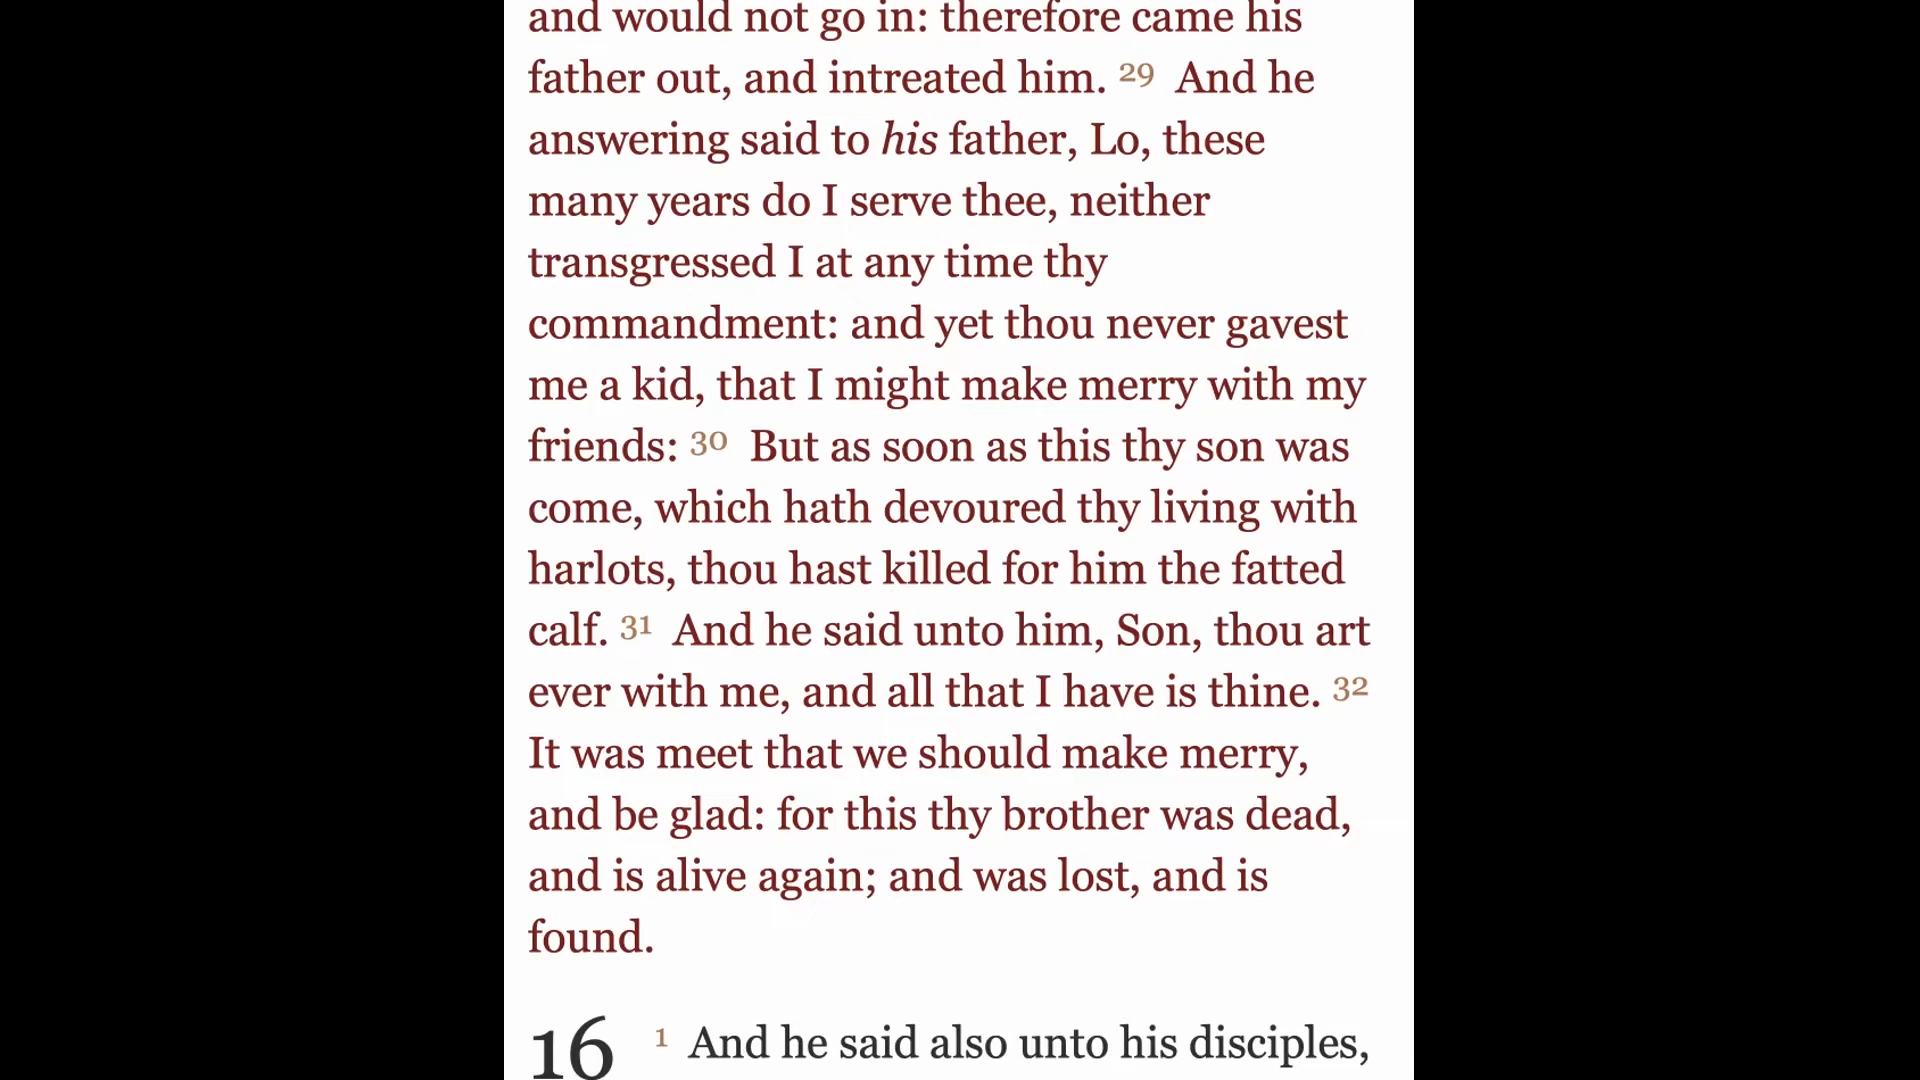 and would not go in: therefore came his
father out, and intreated him. 29 And he
answering said to his father, Lo, these
many years do I serve thee, neither
transgressed I at any time thy
commandment: and yet thou never gavest
me a kid, that I might make merry with my
friends: 30 But as soon as this thy son was
come, which hath devoured thy living with
harlots, thou hast killed for him the fatted
calf. 31 And he said unto him, Son, thou art
ever with me, and all that I have is thine. 32
It was meet that we should make merry,
and be glad: for this thy brother was dead,
and is alive again; and was lost, and is
found.
16 1 And he said also unto his disciples,